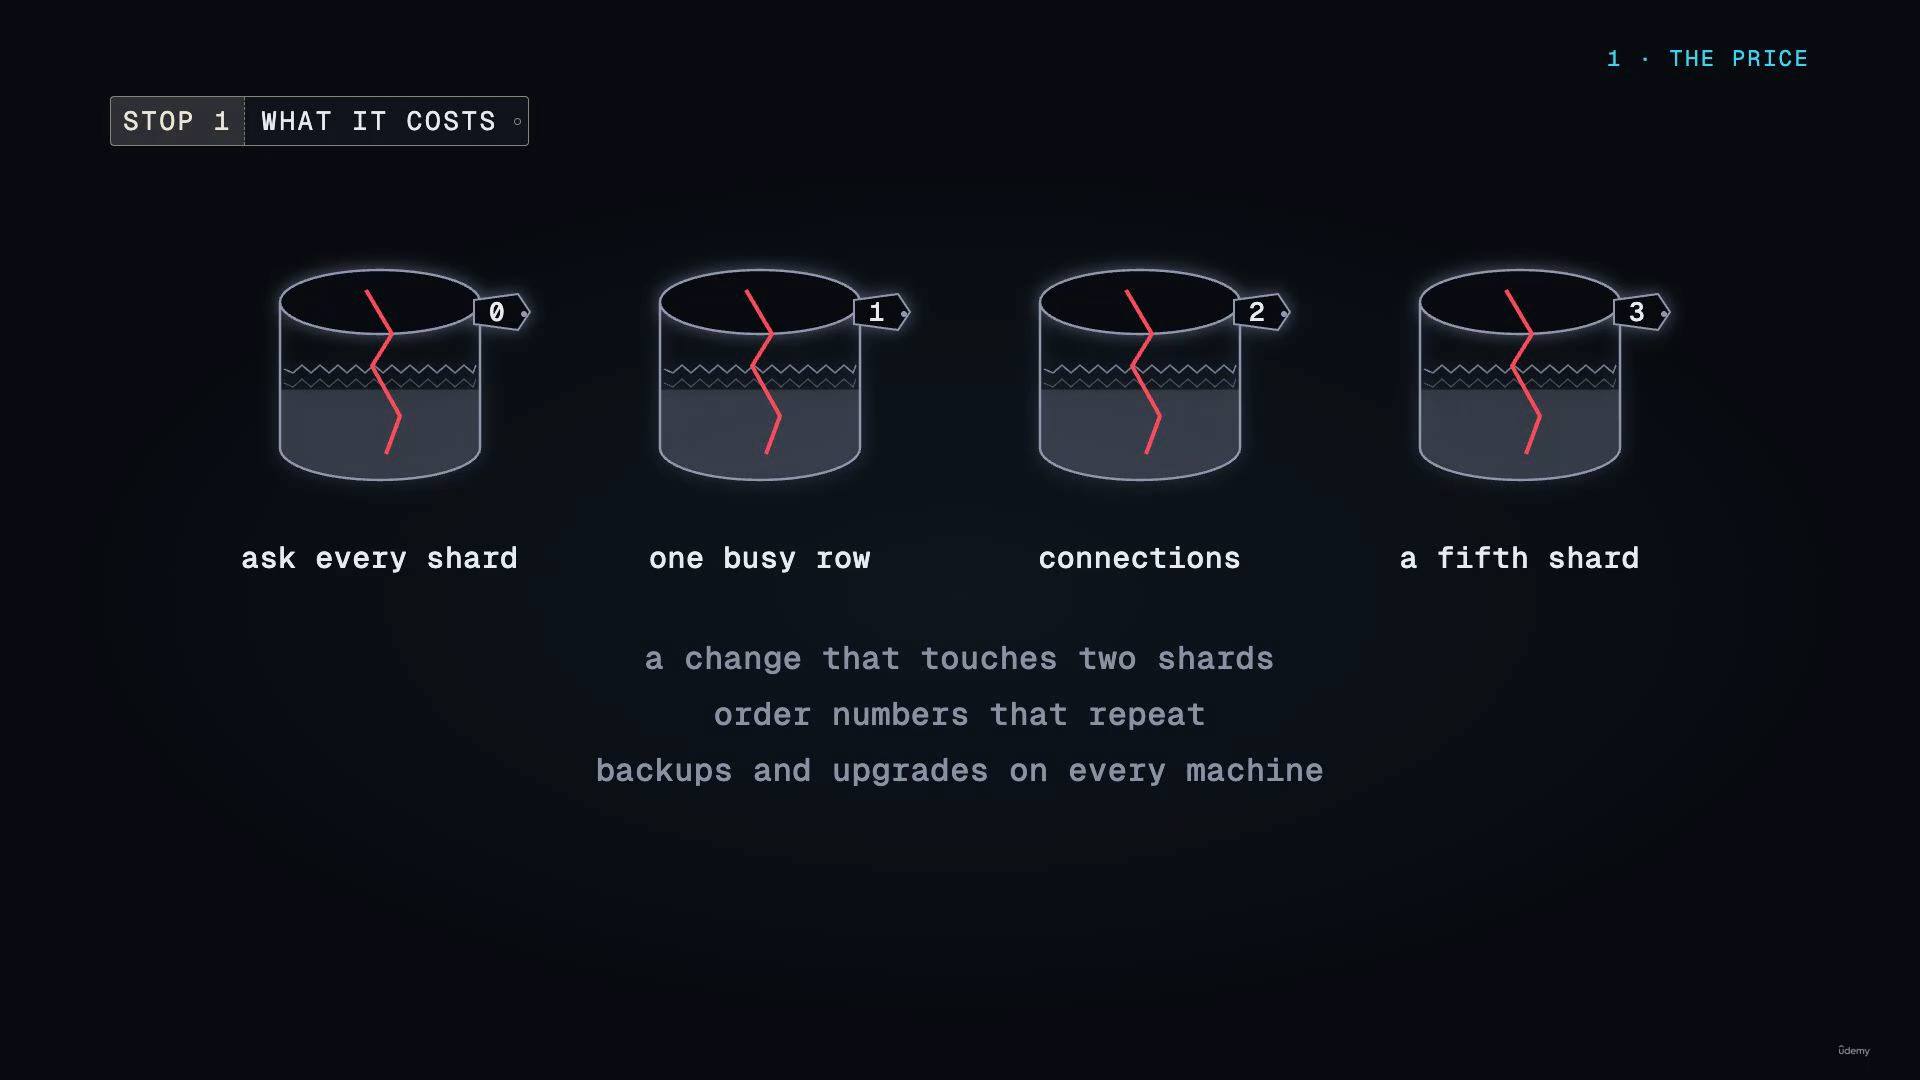 1 · THE PRICE
STOP 1 WHAT IT COSTS
0
1
2
3
ask every shard
one busy row
connections
a fifth shard
a change that touches two shards
order numbers that repeat
backups and upgrades on every machine
ûdemy